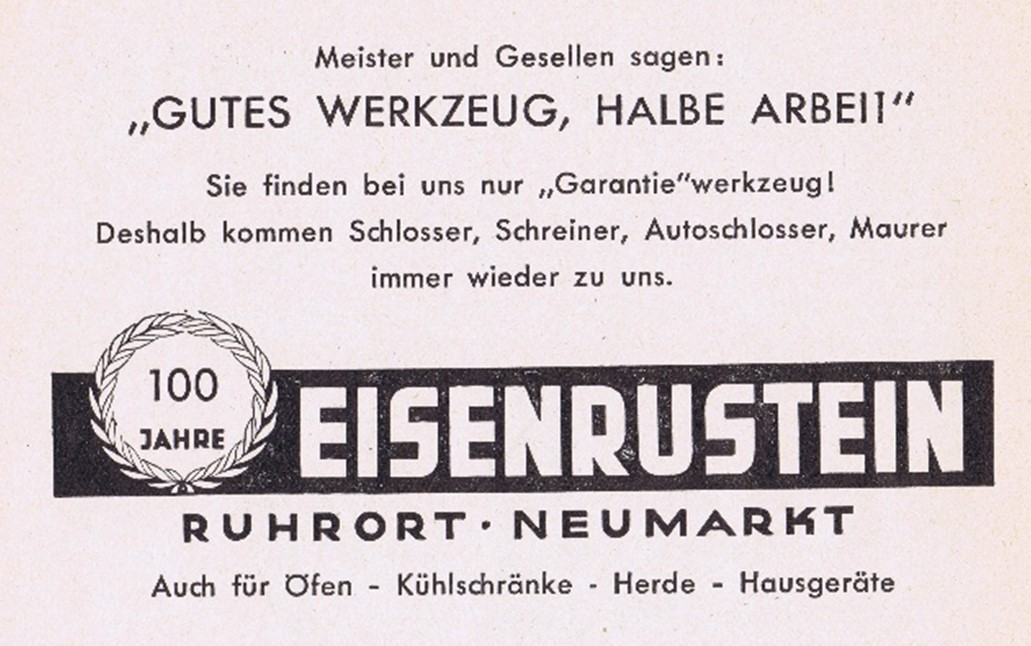 Meister und Gesellen sagen:
„GUTES WERKZEUG, HALBE ARBEIT“
Sie finden bei uns nur „Garantie“werkzeug!
Deshalb kommen Schlosser, Schreiner, Autoschlosser, Maurer
immer wieder zu uns.
100
JAHRE
EISENRUSTEIN
RUHRORT · NEUMARKT
Auch für Öfen - Kühlschränke - Herde - Hausgeräte